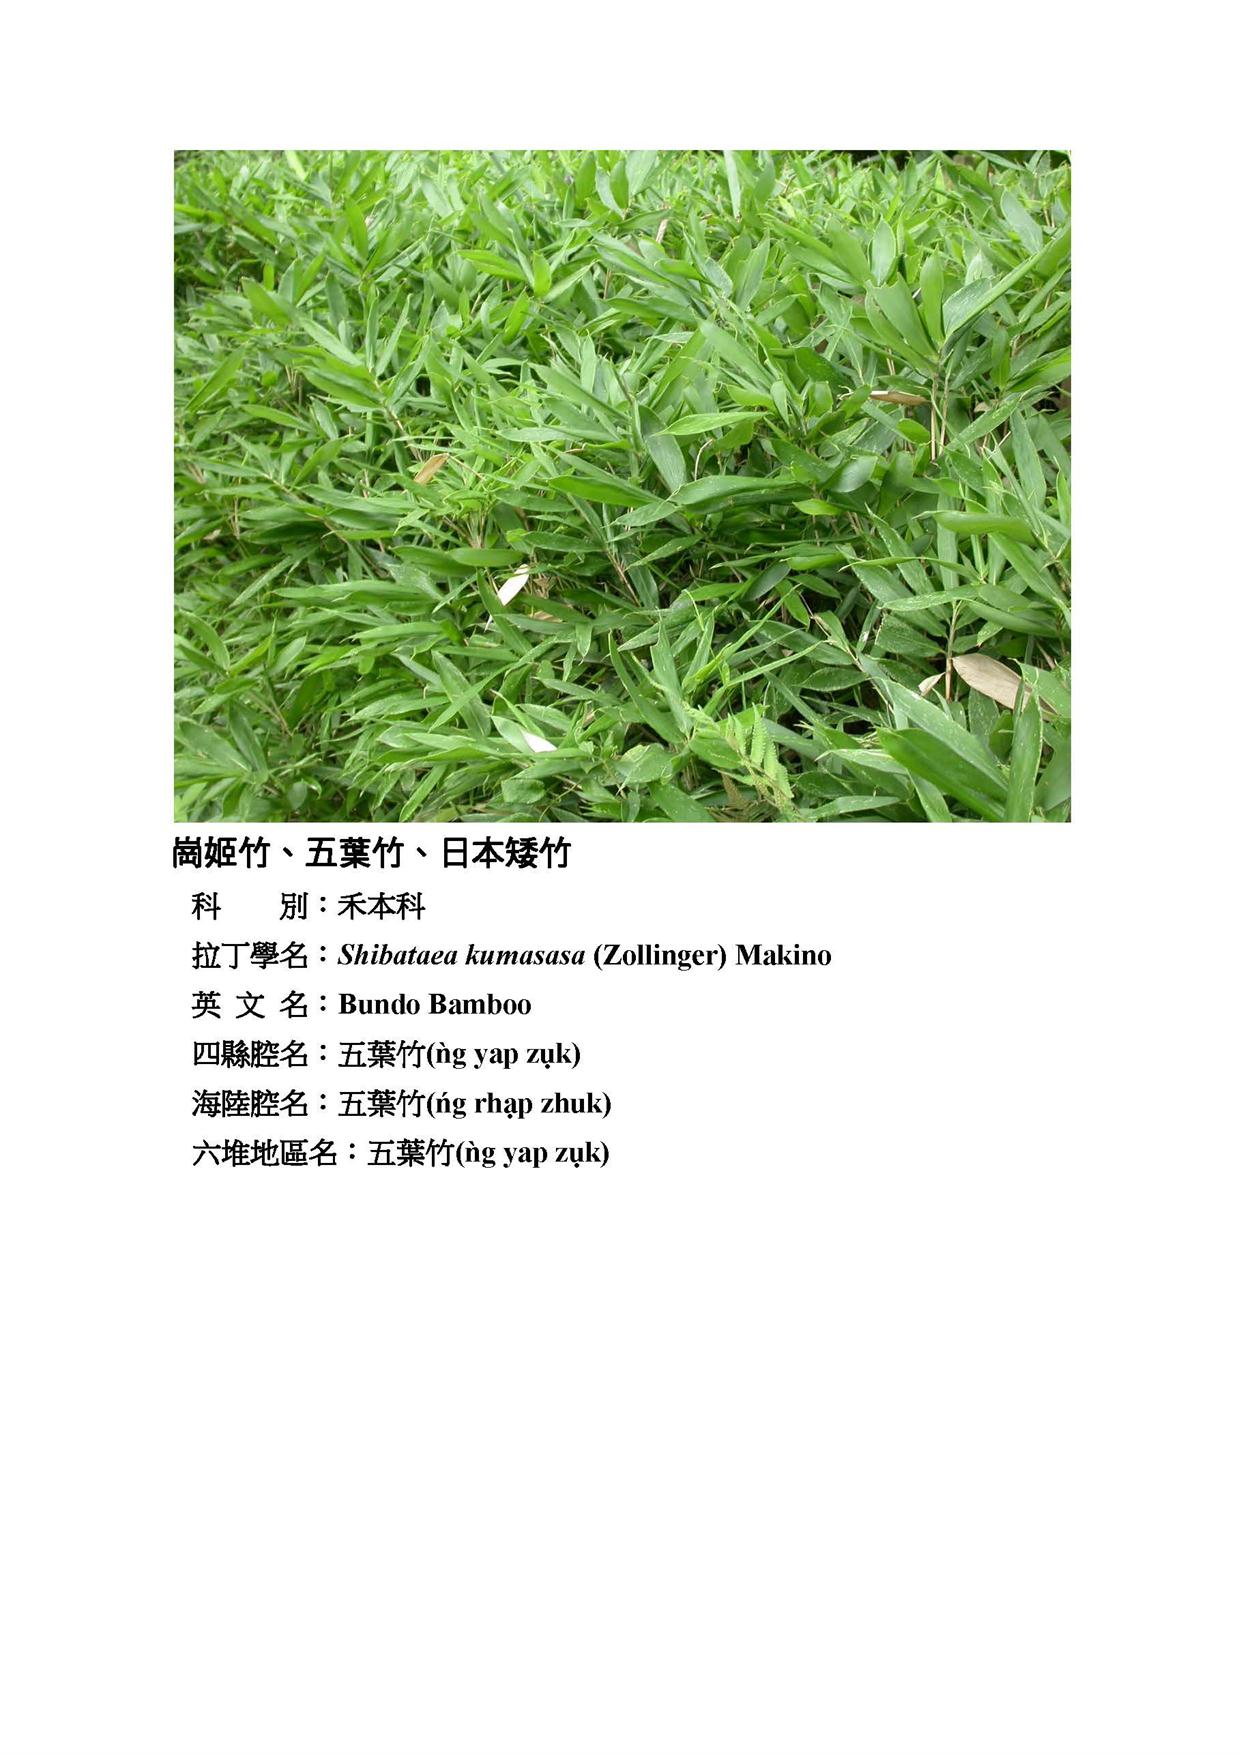 崗姬竹、五葉竹、日本矮竹
科　　別：禾本科
拉丁學名：Shibataea kumasasa (Zollinger) Makino
英 文 名：Bundo Bamboo
四縣腔名：五葉竹(ǹg yap zụk)
海陸腔名：五葉竹(ńg rhạp zhuk)
六堆地區名：五葉竹(ǹg yap zụk)